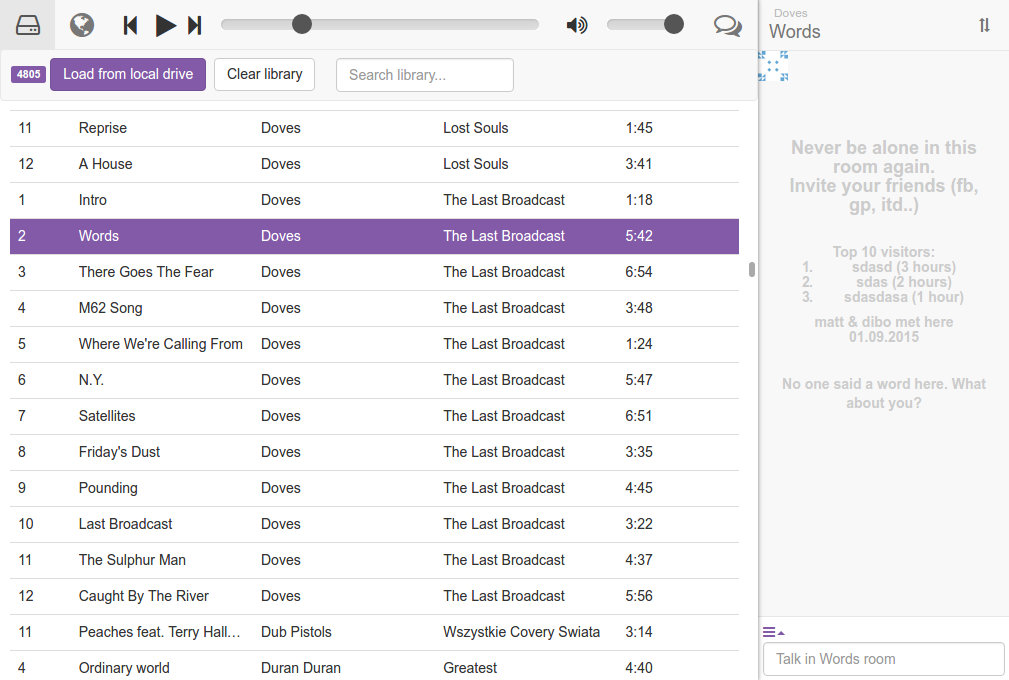 4805 Load from local drive Clear library Search library...
11 Reprise Doves Lost Souls 1:45
12 A House Doves Lost Souls 3:41
1 Intro Doves The Last Broadcast 1:18
2 Words Doves The Last Broadcast 5:42
3 There Goes The Fear Doves The Last Broadcast 6:54
4 M62 Song Doves The Last Broadcast 3:48
5 Where We're Calling From Doves The Last Broadcast 1:24
6 N.Y. Doves The Last Broadcast 5:47
7 Satellites Doves The Last Broadcast 6:51
8 Friday's Dust Doves The Last Broadcast 3:35
9 Pounding Doves The Last Broadcast 4:45
10 Last Broadcast Doves The Last Broadcast 3:22
11 The Sulphur Man Doves The Last Broadcast 4:37
12 Caught By The River Doves The Last Broadcast 5:56
11 Peaches feat. Terry Hall... Dub Pistols Wszystkie Covery Swiata 3:14
4 Ordinary world Duran Duran Greatest 4:40
Doves
Words
Never be alone in this
room again.
Invite your friends (fb,
gp, itd..)
Top 10 visitors:
1. sdasd (3 hours)
2. sdas (2 hours)
3. sdasdasa (1 hour)
matt & dibo met here
01.09.2015
No one said a word here. What
about you?
Talk in Words room